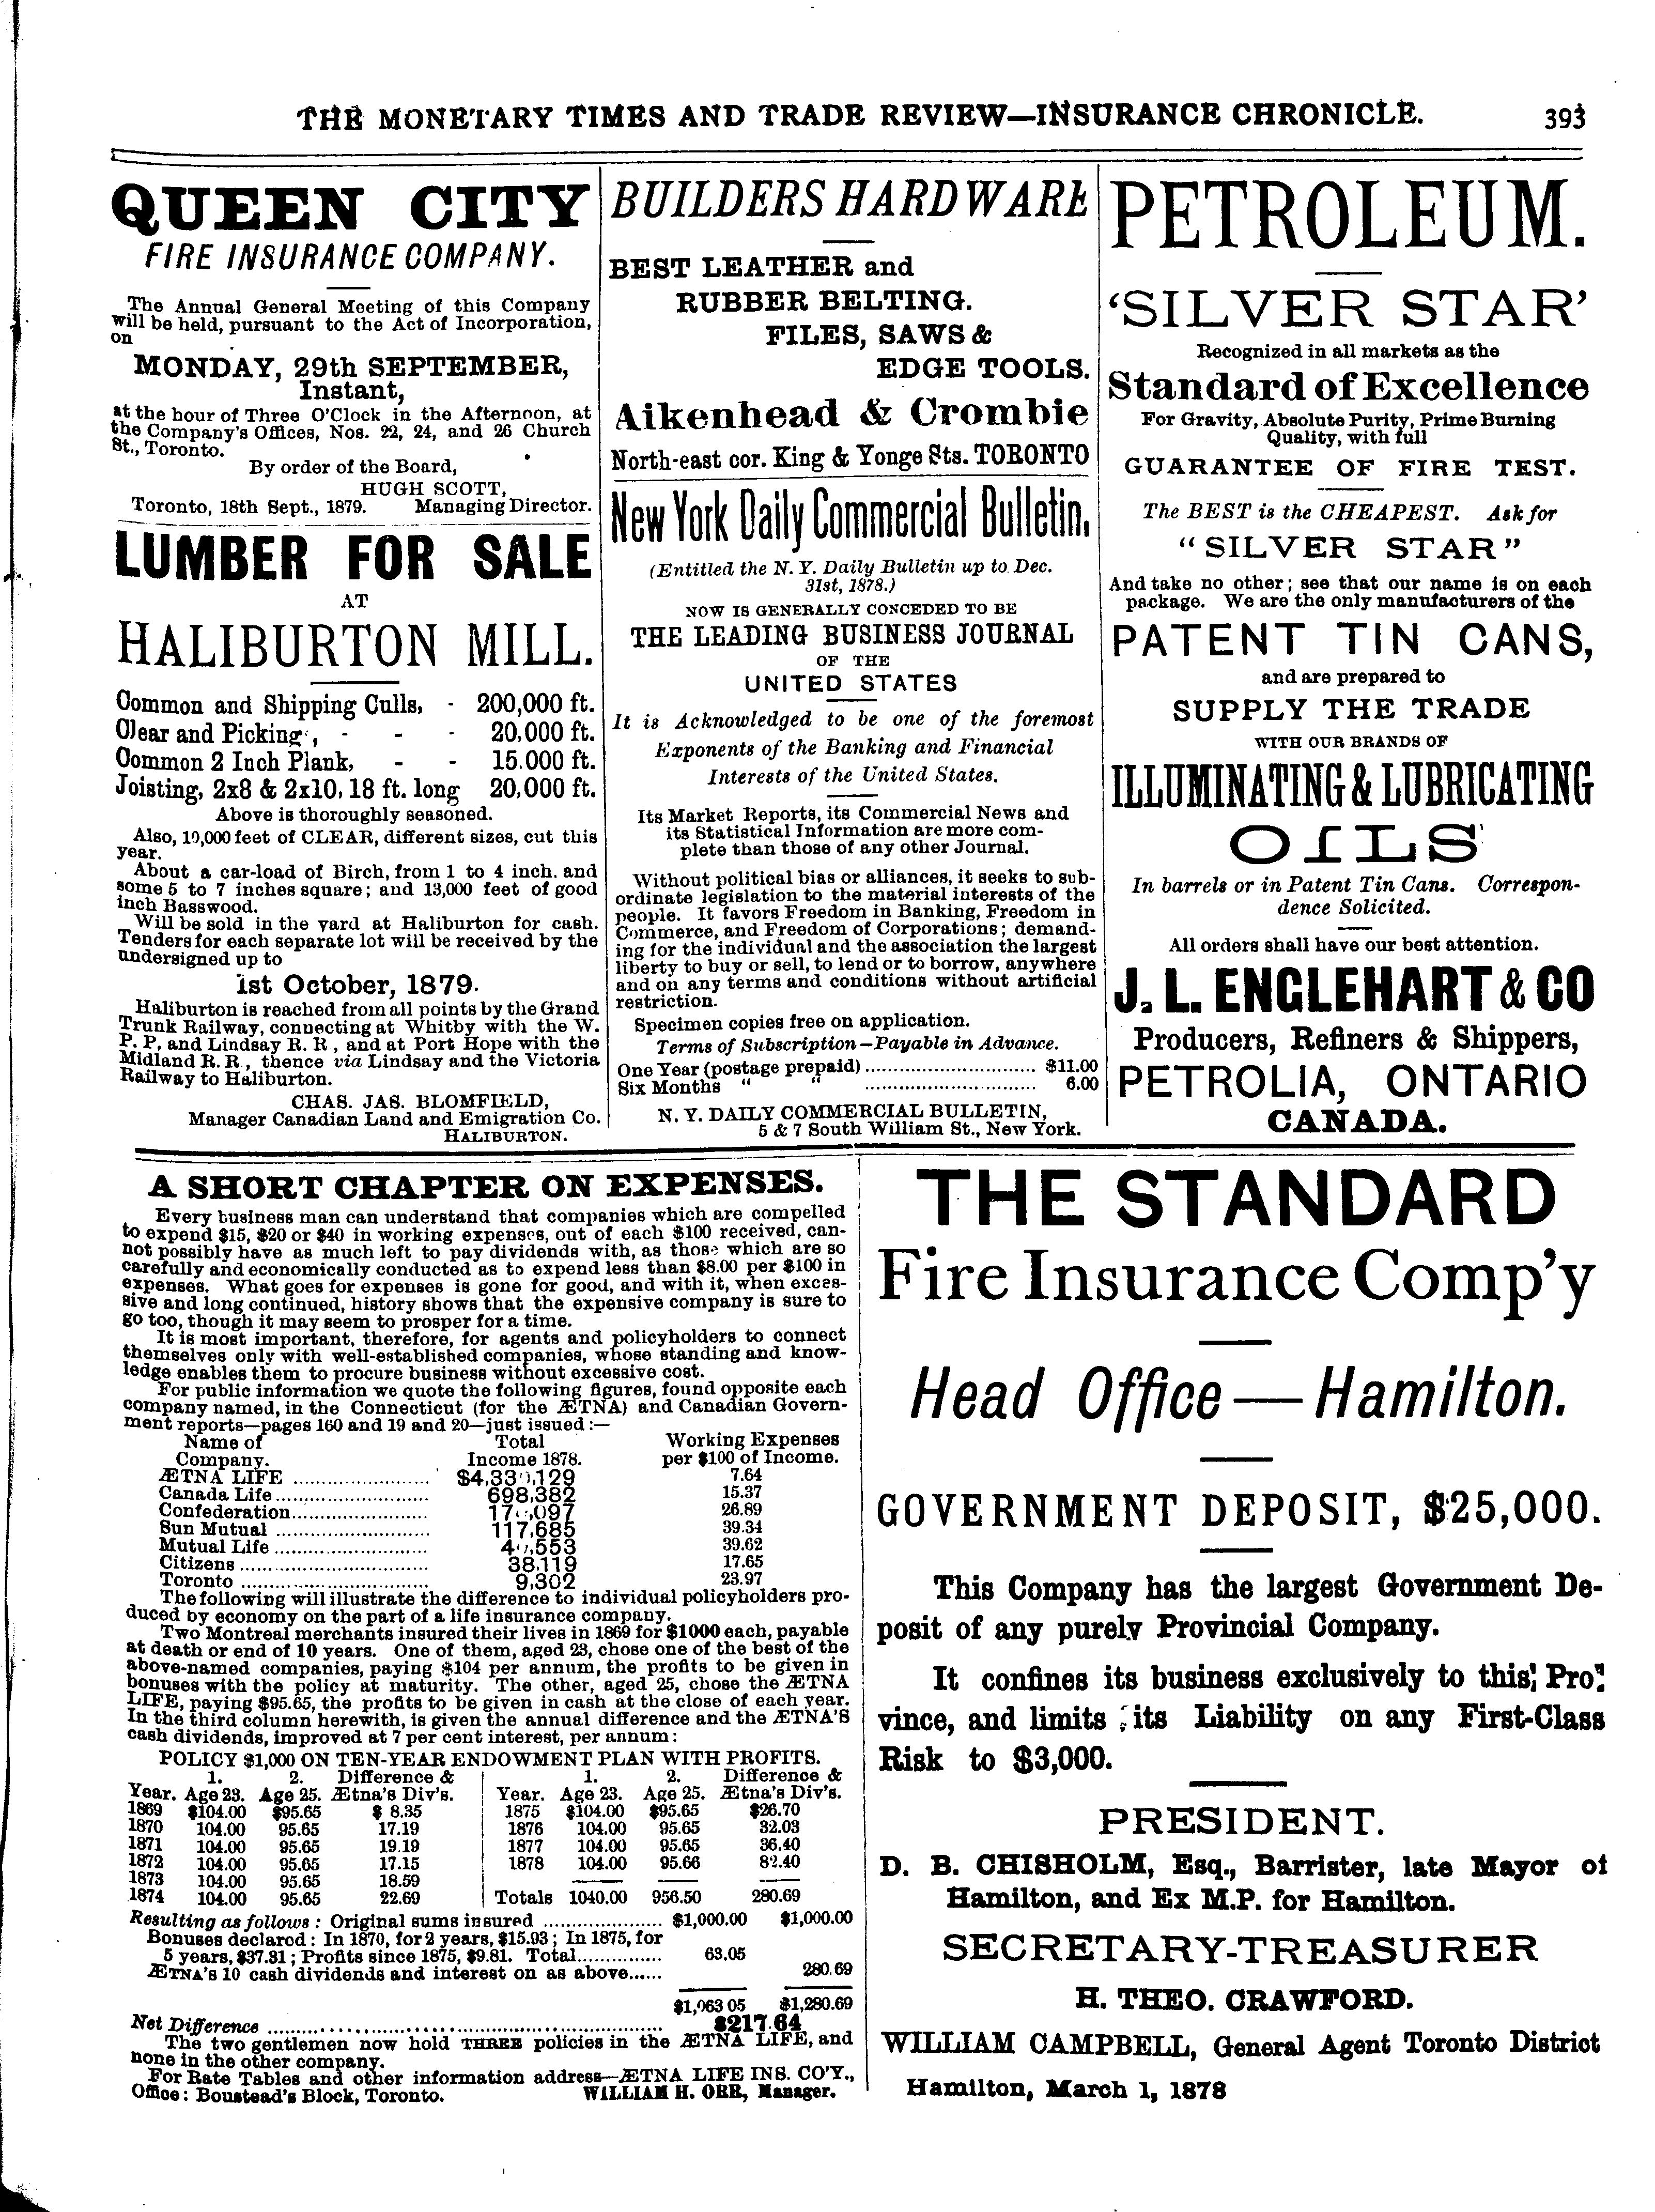 THE MONETARY TIMES AND TRADE REVIEW—INSURANCE CHRONICLE. 393
QUEEN CITY
FIRE INSURANCE COMPANY.
The Annual General Meeting of this Company
will be held, pursuant to the Act of Incorporation,
on
MONDAY, 29th SEPTEMBER,
Instant,
at the hour of Three O'Clock in the Afternoon, at
the Company's Offices, Nos. 22, 24, and 26 Church
St., Toronto.
By order of the Board,
HUGH SCOTT,
Toronto, 18th Sept., 1879. Managing Director.
LUMBER FOR SALE
AT
HALIBURTON MILL.
Common and Shipping Culls, - 200,000 ft.
Clear and Picking, - - - 20,000 ft.
Common 2 Inch Plank, - - 15.000 ft.
Joisting, 2x8 & 2x10, 18 ft. long 20,000 ft.
Above is thoroughly seasoned.
Also, 10,000 feet of CLEAR, different sizes, cut this
year.
About a car-load of Birch, from 1 to 4 inch. and
some 5 to 7 inches square; and 13,000 feet of good
inch Basswood.
Will be sold in the yard at Haliburton for cash.
Tenders for each separate lot will be received by the
undersigned up to
1st October, 1879.
Haliburton is reached from all points by the Grand
Trunk Railway, connecting at Whitby with the W.
P. P. and Lindsay R. R, and at Port Hope with the
Midland R. R., thence via Lindsay and the Victoria
Railway to Haliburton.
CHAS. JAS. BLOMFIELD,
Manager Canadian Land and Emigration Co.
HALIBURTON.
BUILDERS HARDWARE
BEST LEATHER and
RUBBER BELTING.
FILES, SAWS &
EDGE TOOLS.
Aikenhead & Crombie
North-east cor. King & Yonge Sts. TORONTO
New York Daily Commercial Bulletin.
(Entitled the N. Y. Daily Bulletin up to Dec.
31st, 1878.)
NOW IS GENERALLY CONCEDED TO BE
THE LEADING BUSINESS JOURNAL
OF THE
UNITED STATES
It is Acknowledged to be one of the foremost
Exponents of the Banking and Financial
Interests of the United States.
Its Market Reports, its Commercial News and
its Statistical Information are more com-
plete than those of any other Journal.
Without political bias or alliances, it seeks to sub-
ordinate legislation to the material interests of the
people. It favors Freedom in Banking, Freedom in
Commerce, and Freedom of Corporations; demand-
ing for the individual and the association the largest
liberty to buy or sell, to lend or to borrow, anywhere
and on any terms and conditions without artificial
restriction.
Specimen copies free on application.
Terms of Subscription—Payable in Advance.
One Year (postage prepaid) ............ $11.00
Six Months " " ............ 6.00
N. Y. DAILY COMMERCIAL BULLETIN,
5 & 7 South William St., New York.
PETROLEUM.
'SILVER STAR'
Recognized in all markets as the
Standard of Excellence
For Gravity, Absolute Purity, Prime Burning
Quality, with full
GUARANTEE OF FIRE TEST.
The BEST is the CHEAPEST. Ask for
"SILVER STAR"
And take no other; see that our name is on each
package. We are the only manufacturers of the
PATENT TIN CANS,
and are prepared to
SUPPLY THE TRADE
WITH OUR BRANDS OF
ILLUMINATING & LUBRICATING
OILS
In barrels or in Patent Tin Cans. Correspon-
dence Solicited.
All orders shall have our best attention.
J. L. ENGLEHART & CO
Producers, Refiners & Shippers,
PETROLIA, ONTARIO
CANADA.
A SHORT CHAPTER ON EXPENSES.
Every business man can understand that companies which are compelled
to expend $15, $20 or $40 in working expenses, out of each $100 received, can-
not possibly have as much left to pay dividends with, as those which are so
carefully and economically conducted as to expend less than $8.00 per $100 in
expenses. What goes for expenses is gone for good, and with it, when exces-
sive and long continued, history shows that the expensive company is sure to
go too, though it may seem to prosper for a time.
It is most important, therefore, for agents and policyholders to connect
themselves only with well-established companies, whose standing and know-
ledge enables them to procure business without excessive cost.
For public information we quote the following figures, found opposite each
company named, in the Connecticut (for the ÆTNA) and Canadian Govern-
ment reports—pages 160 and 19 and 20—just issued:—
Name of Total Working Expenses
Company. Income 1878. per $100 of Income.
ÆTNA LIFE ............ 7.64
Canada Life ............ 698,382 15.37
Confederation ............ 26.89
Sun Mutual ............ 117,685 39.34
Mutual Life ............ 39.62
Citizens ............ 38,119 17.65
Toronto ............ 9,302 23.97
The following will illustrate the difference to individual policyholders pro-
duced by economy on the part of a life insurance company.
Two Montreal merchants insured their lives in 1869 for $1000 each, payable
at death or end of 10 years. One of them, aged 23, chose one of the best of the
above-named companies, paying $104 per annum, the profits to be given in
bonuses with the policy at maturity. The other, aged 25, chose the ÆTNA
LIFE, paying $95.65, the profits to be given in cash at the close of each year.
In the third column herewith, is given the annual difference and the ÆTNA'S
cash dividends, improved at 7 per cent interest, per annum:
POLICY $1,000 ON TEN-YEAR ENDOWMENT PLAN WITH PROFITS.
1. 2. Difference & 1. 2. Difference &
Year. Age 23. Age 25. Ætna's Div's. Year. Age 23. Age 25. Ætna's Div's.
1869 $104.00 $95.65 $ 8.35 1875 $104.00 $95.65 $26.70
1870 104.00 95.65 17.19 1876 104.00 95.65 32.03
1871 104.00 95.65 19.19 1877 104.00 95.65 36.40
1872 104.00 95.65 17.15 1878 104.00 95.66 82.40
1873 104.00 95.65 18.59
1874 104.00 95.65 22.69 Totals 1040.00 956.50 280.69
Resulting as follows: Original sums insured ............ $1,000.00 $1,000.00
Bonuses declared: In 1870, for 2 years, $15.93; In 1875, for
5 years, $37.31; Profits since 1875, $9.81. Total ............ 63.05
ÆTNA'S 10 cash dividends and interest on as above ...... 280.69
$1,063 05 $1,280.69
Net Difference ............ $217.64
The two gentlemen now hold THREE policies in the ÆTNA LIFE, and
none in the other company.
For Rate Tables and other information address—ÆTNA LIFE INS. CO'Y.,
Office: Boustead's Block, Toronto. WILLIAM H. ORR, Manager.
THE STANDARD
Fire Insurance Comp'y
Head Office—Hamilton.
GOVERNMENT DEPOSIT, $25,000.
This Company has the largest Government De-
posit of any purely Provincial Company.
It confines its business exclusively to this Pro-
vince, and limits its Liability on any First-Class
Risk to $3,000.
PRESIDENT.
D. B. CHISHOLM, Esq., Barrister, late Mayor of
Hamilton, and Ex M.P. for Hamilton.
SECRETARY-TREASURER
H. THEO. CRAWFORD.
WILLIAM CAMPBELL, General Agent Toronto District
Hamilton, March 1, 1878